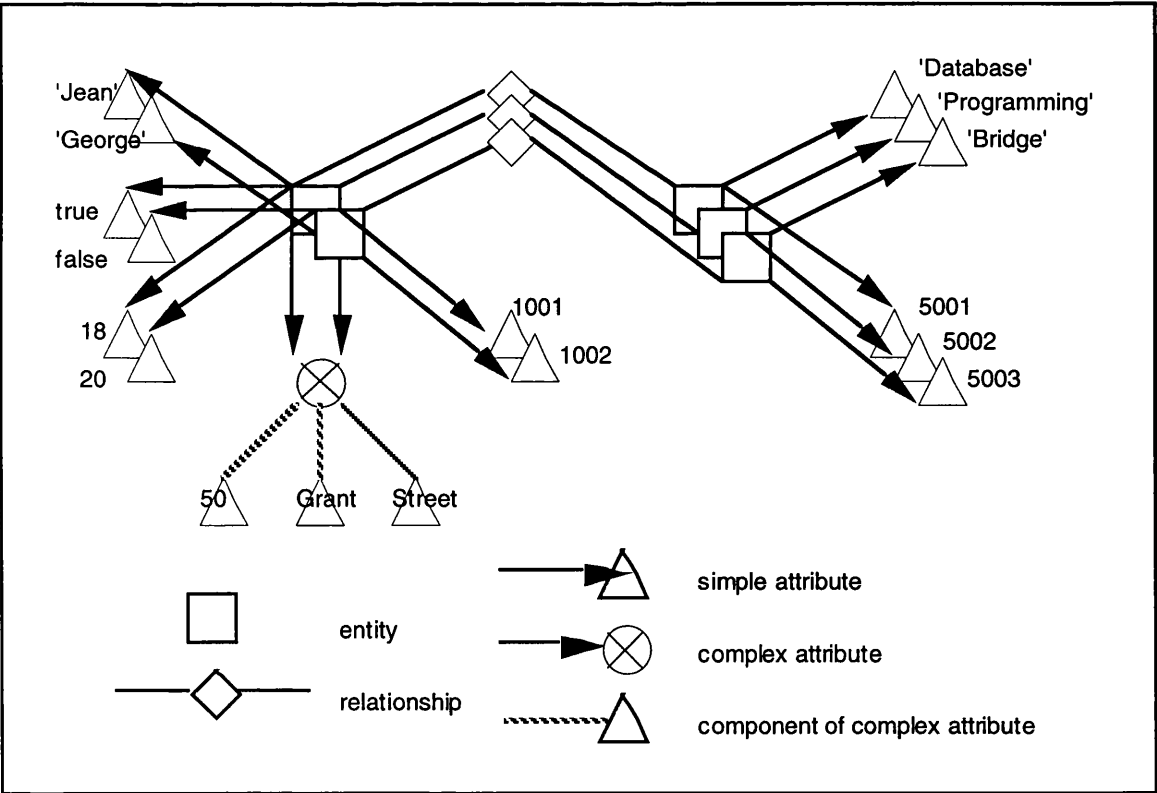 'Jean'
'George'
true
false
18
20
'Database'
'Programming'
'Bridge'
1001
1002
5001
5002
5003
50
Grant
Street
entity
relationship
simple attribute
complex attribute
component of complex attribute